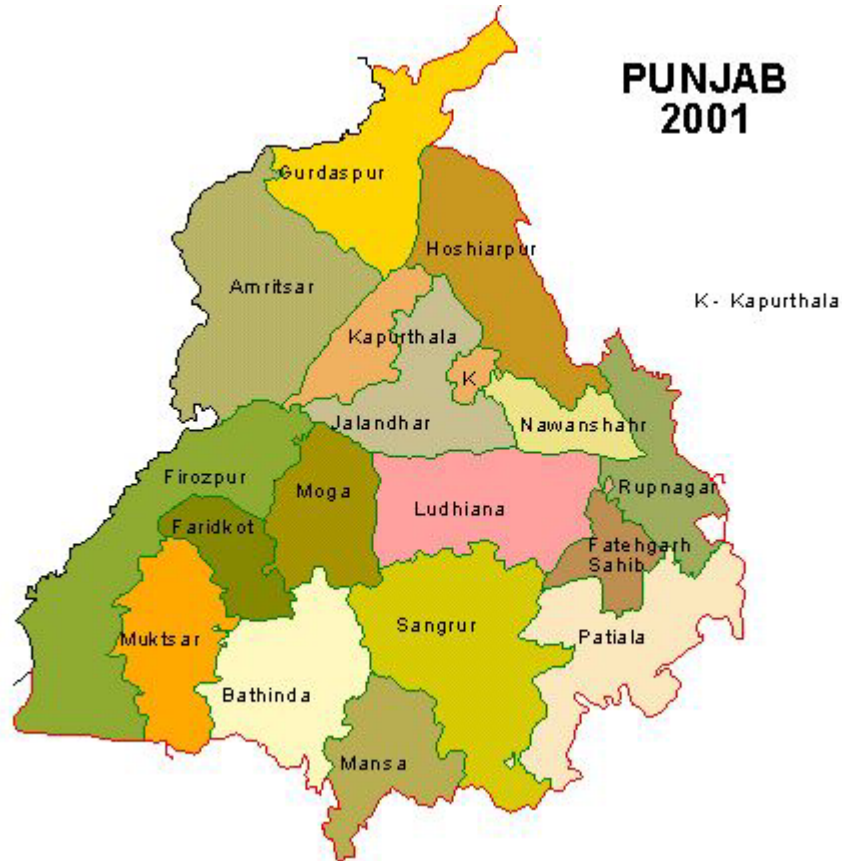 PUNJAB
2001
Gurdaspur
Hoshiarpur
Amritsar
K - Kapurthala
Kapurthala
K
Jalandhar
Nawanshahr
Firozpur
Moga
Ludhiana
Rupnagar
Faridkot
Fatehgarh
Sahib
Muktsar
Sangrur
Patiala
Bathinda
Mansa